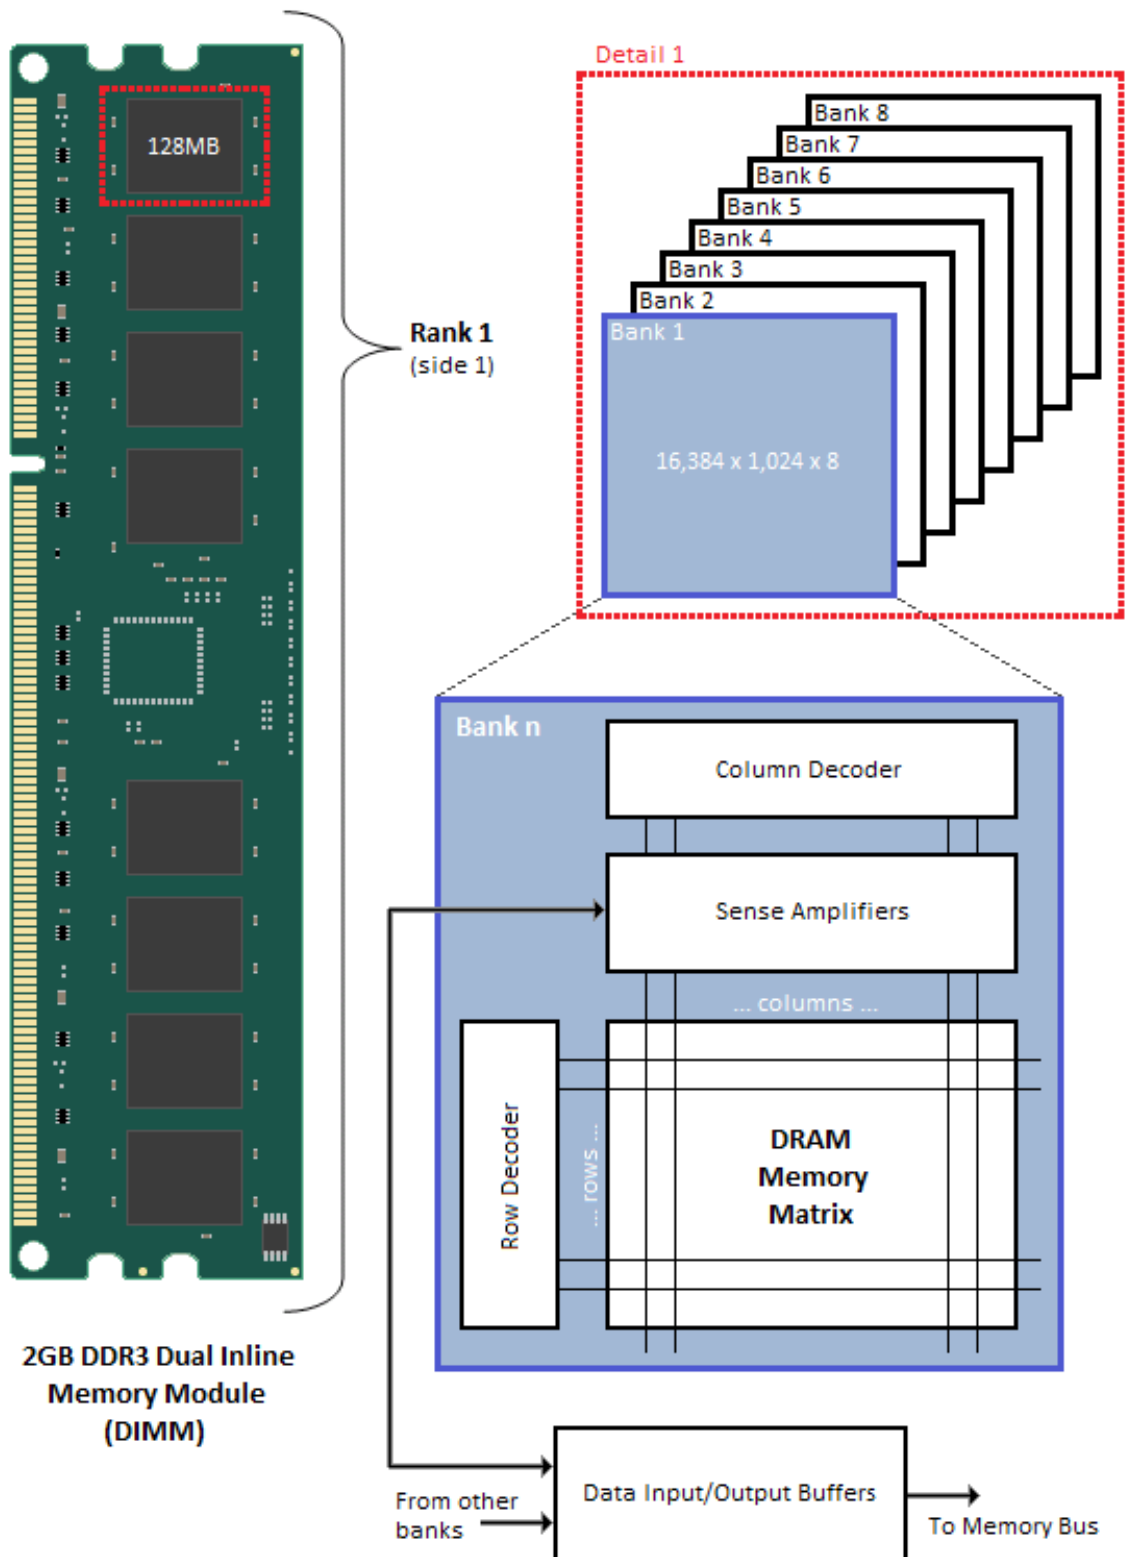 Detail 1
128MB
Bank 8
Bank 7
Bank 6
Bank 5
Bank 4
Bank 3
Bank 2
Bank 1
Rank 1
(side 1)
16,384 x 1,024 x 8
Bank n
Column Decoder
Sense Amplifiers
... columns ...
Row Decoder
... rows ...
DRAM
Memory
Matrix
2GB DDR3 Dual Inline
Memory Module
(DIMM)
Data Input/Output Buffers
From other
banks
To Memory Bus